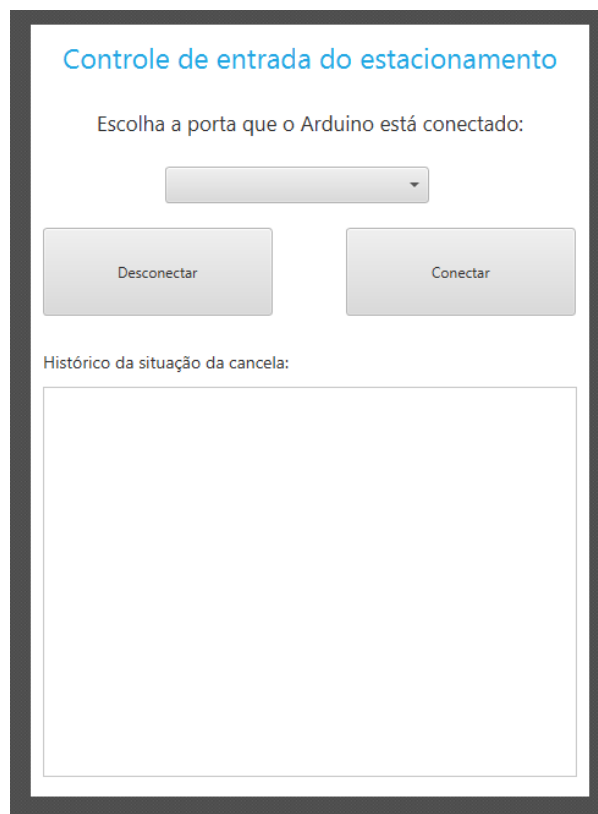 Controle de entrada do estacionamento
Escolha a porta que o Arduino está conectado:
Desconectar
Conectar
Histórico da situação da cancela: